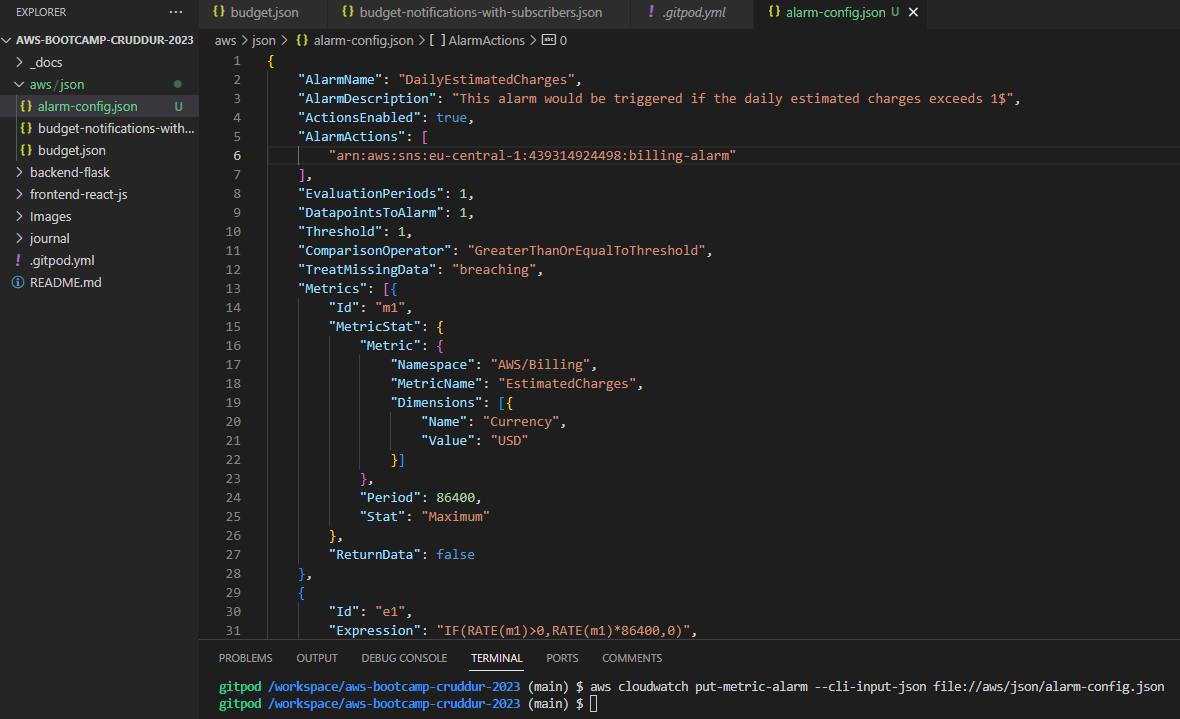 EXPLORER
AWS-BOOTCAMP-CRUDDUR-2023
_docs
aws/json
alarm-config.json U
budget-notifications-with...
budget.json
backend-flask
frontend-react-js
Images
journal
.gitpod.yml
README.md
budget.json
budget-notifications-with-subscribers.json
.gitpod.yml
alarm-config.json U
aws > json > {} alarm-config.json > [ ] AlarmActions > abc 0
1 {
2 "AlarmName": "DailyEstimatedCharges",
3 "AlarmDescription": "This alarm would be triggered if the daily estimated charges exceeds 1$",
4 "ActionsEnabled": true,
5 "AlarmActions": [
6 "arn:aws:sns:eu-central-1:439314924498:billing-alarm"
7 ],
8 "EvaluationPeriods": 1,
9 "DatapointsToAlarm": 1,
10 "Threshold": 1,
11 "ComparisonOperator": "GreaterThanOrEqualToThreshold",
12 "TreatMissingData": "breaching",
13 "Metrics": [{
14 "Id": "m1",
15 "MetricStat": {
16 "Metric": {
17 "Namespace": "AWS/Billing",
18 "MetricName": "EstimatedCharges",
19 "Dimensions": [{
20 "Name": "Currency",
21 "Value": "USD"
22 }]
23 },
24 "Period": 86400,
25 "Stat": "Maximum"
26 },
27 "ReturnData": false
28 },
29 {
30 "Id": "e1",
31 "Expression": "IF(RATE(m1)>0,RATE(m1)*86400,0)",
PROBLEMS OUTPUT DEBUG CONSOLE TERMINAL PORTS COMMENTS
gitpod /workspace/aws-bootcamp-cruddur-2023 (main) $ aws cloudwatch put-metric-alarm --cli-input-json file://aws/json/alarm-config.json
gitpod /workspace/aws-bootcamp-cruddur-2023 (main) $